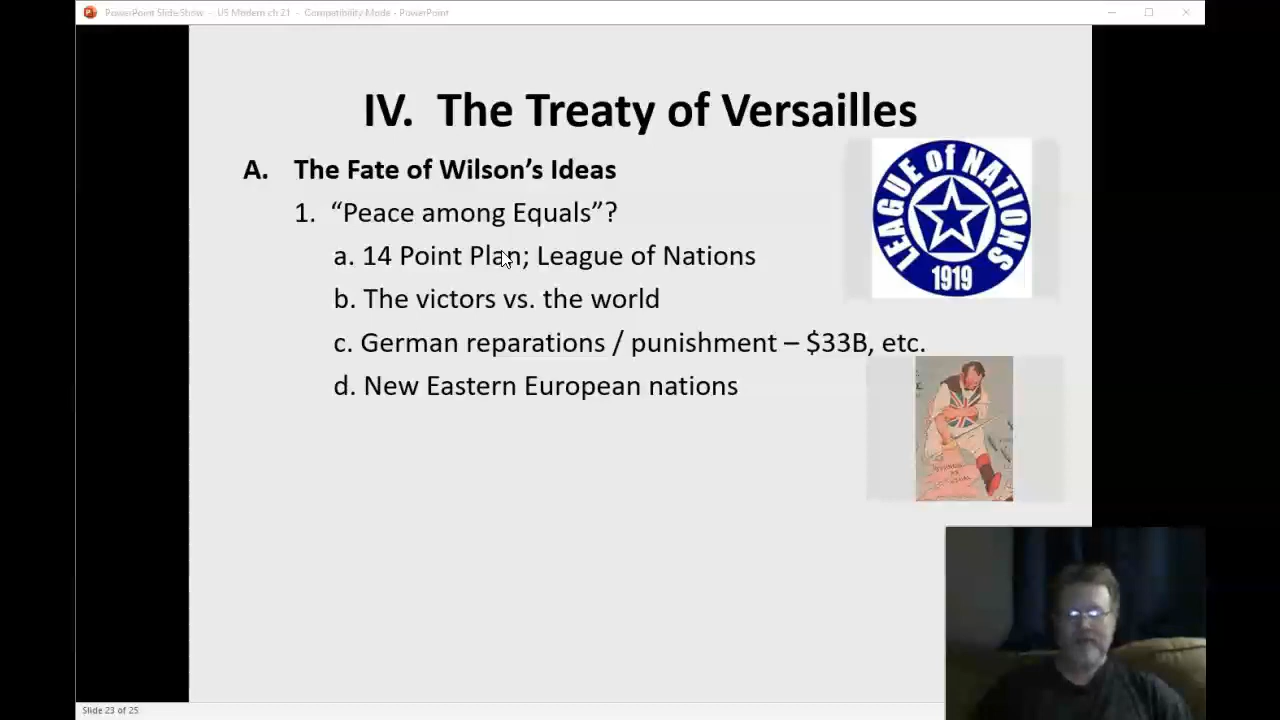 PowerPoint Slide Show - US Modern ch 21 - Compatibility Mode - PowerPoint
IV. The Treaty of Versailles
A. The Fate of Wilson’s Ideas
1. “Peace among Equals”?
a. 14 Point Plan; League of Nations
b. The victors vs. the world
c. German reparations / punishment – $33B, etc.
d. New Eastern European nations
LEAGUE of NATIONS
1919
Slide 23 of 25